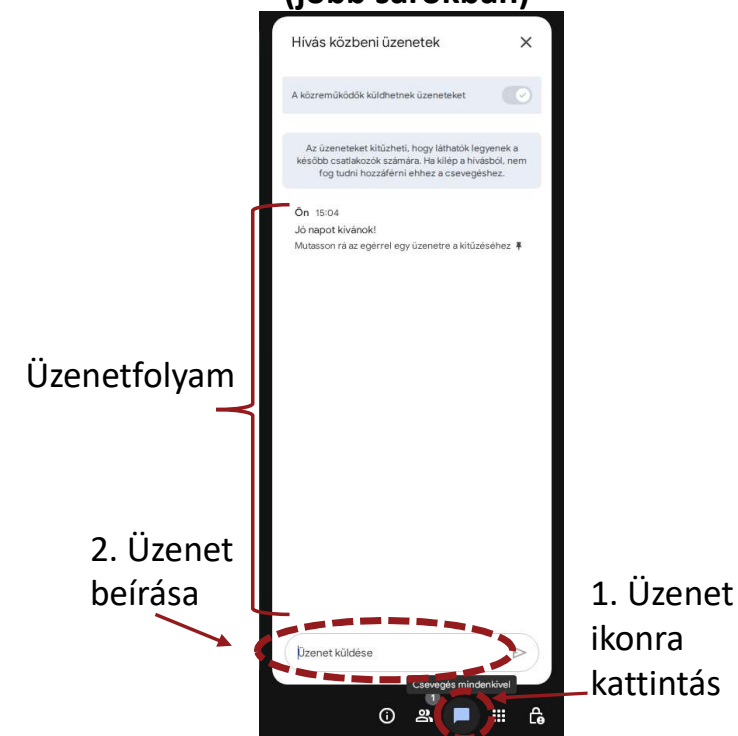 (jobb sarokban)
Hívás közbeni üzenetek
A közreműködők küldhetnek üzeneteket
Az üzeneteket kitűzheti, hogy láthatók legyenek a
később csatlakozók számára. Ha kilép a hívásból, nem
fog tudni hozzáférni ehhez a csevegéshez.
Ön 15:04
Jó napot kívánok!
Mutasson rá az egérrel egy üzenetre a kitűzéséhez
Üzenetfolyam
2. Üzenet
beírása
Üzenet küldése
1. Üzenet
ikonra
kattintás
Csevegés mindenkivel
1